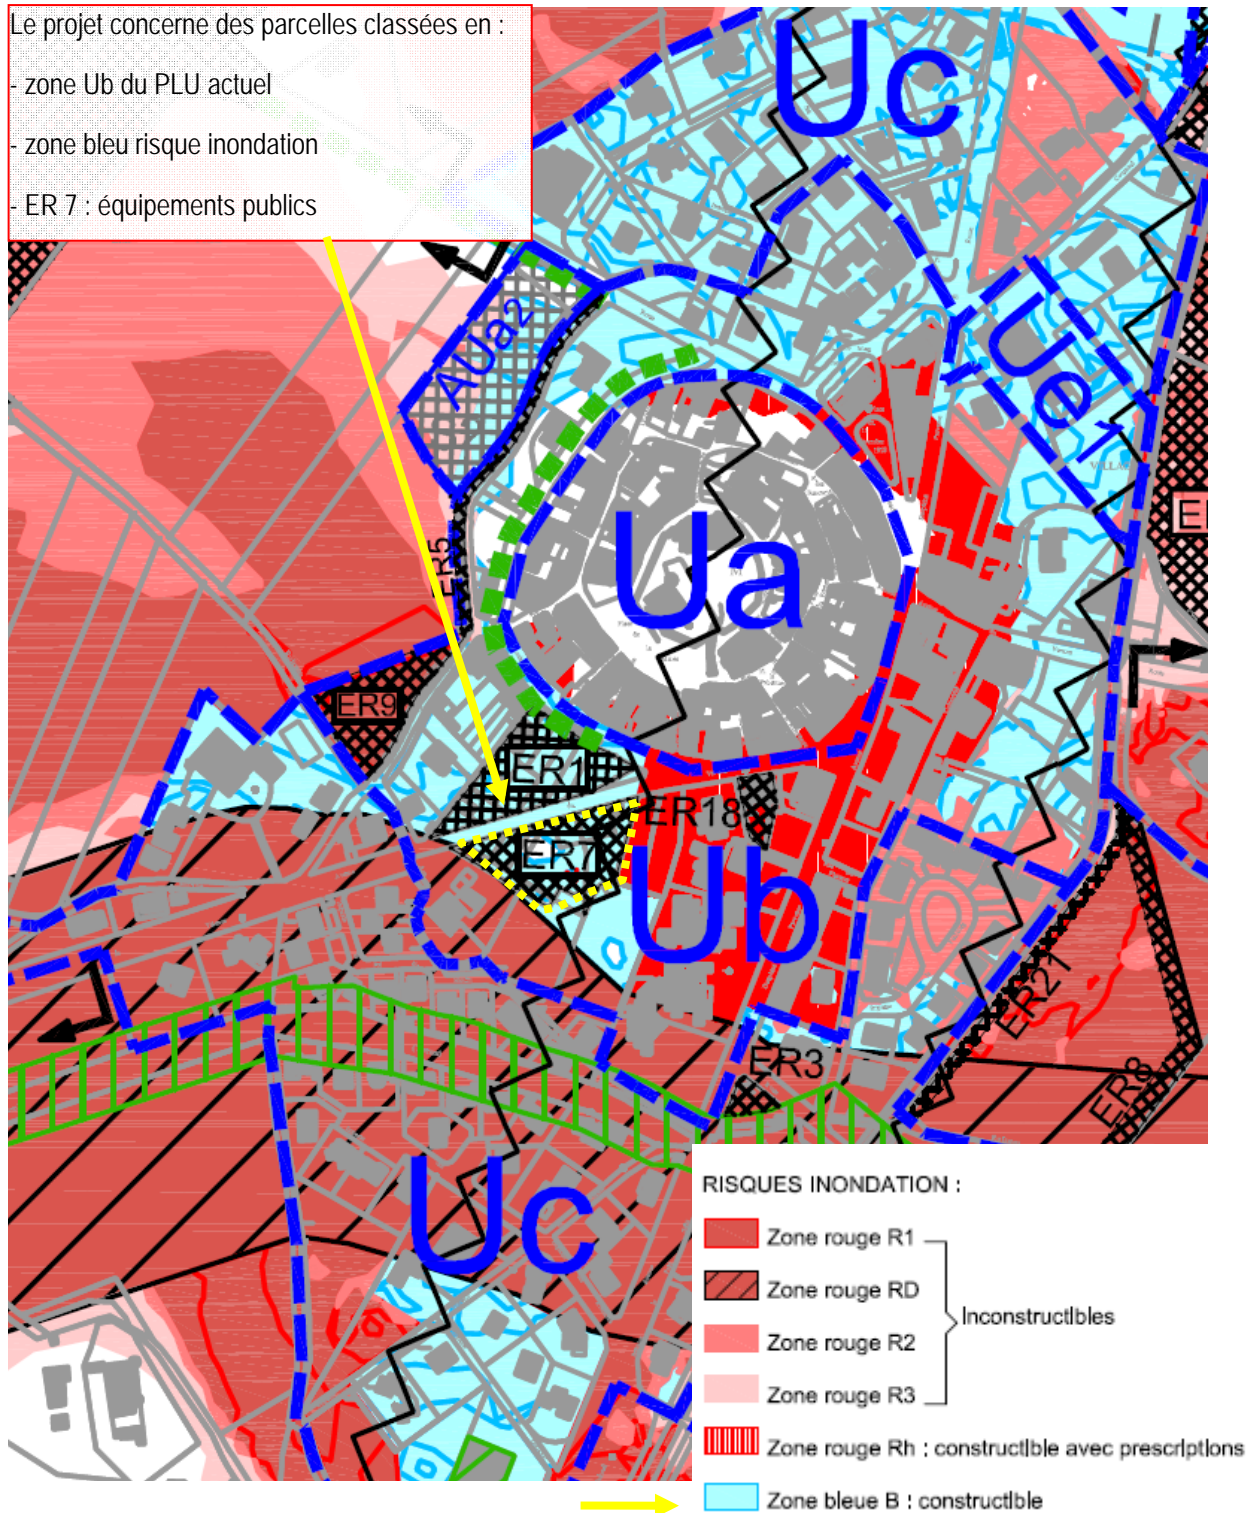 Le projet concerne des parcelles classées en :
- zone Ub du PLU actuel
- zone bleu risque inondation
- ER 7 : équipements publics
Uc
AUa2
Ue1
Ua
ER5
ER9
ER1
ER18
ER7
Ub
ER21
ER3
ER8
Uc
RISQUES INONDATION :
Zone rouge R1
Zone rouge RD
Inconstructibles
Zone rouge R2
Zone rouge R3
Zone rouge Rh : constructible avec prescriptions
Zone bleue B : constructible